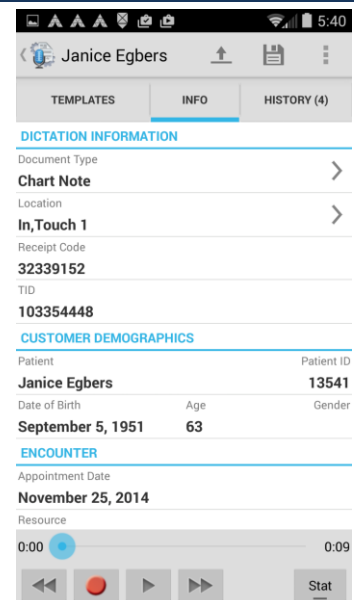 5:40
Janice Egbers
TEMPLATES INFO HISTORY (4)
DICTATION INFORMATION
Document Type
Chart Note
Location
In,Touch 1
Receipt Code
32339152
TID
103354448
CUSTOMER DEMOGRAPHICS
Patient Patient ID
Janice Egbers 13541
Date of Birth Age Gender
September 5, 1951 63
ENCOUNTER
Appointment Date
November 25, 2014
Resource
0:00 0:09
Stat